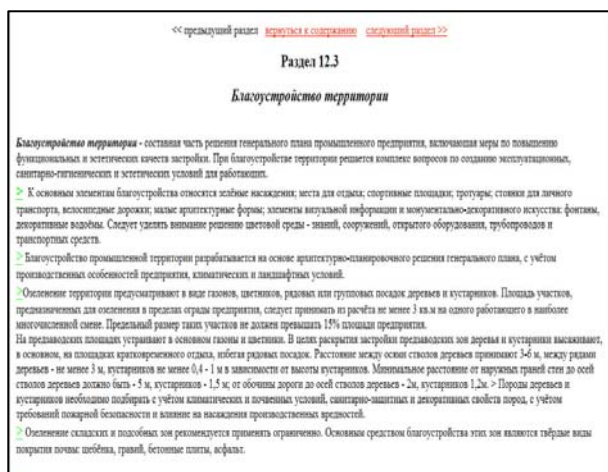 << предыдущий раздел вернуться к содержанию следующий раздел >>
Раздел 12.3
Благоустройство территории
Благоустройство территории - составная часть решения генерального плана промышленного предприятия, включающая меры по повышению
функциональных и эстетических качеств застройки. При благоустройстве территории решается комплекс вопросов по созданию эксплуатационных,
санитарно-гигиенических и эстетических условий для работающих.
> К основным элементам благоустройства относятся зелёные насаждения; места для отдыха; спортивные площадки; тротуары; стоянки для личного
транспорта, велосипедные дорожки; малые архитектурные формы; элементы визуальной информации и монументально-декоративного искусства: фонтаны,
декоративные водоёмы. Следует уделять внимание решению цветовой среды - зданий, сооружений, открытого оборудования, трубопроводов и
транспортных средств.
> Благоустройство промышленной территории разрабатывается на основе архитектурно-планировочного решения генерального плана, с учётом
производственных особенностей предприятия, климатических и ландшафтных условий.
>Озеленение территории предусматривают в виде газонов, цветников, рядовых или групповых посадок деревьев и кустарников. Площадь участков,
предназначенных для озеленения в пределах ограды предприятия, следует принимать из расчёта не менее 3 кв.м на одного работающего в наиболее
многочисленной смене. Предельный размер таких участков не должен превышать 15% площади предприятия.
На предзаводских площадях устраивают в основном газоны и цветники. В целях раскрытия застройки предзаводских зон деревья и кустарники высаживают,
в основном, на площадках кратковременного отдыха, избегая рядовых посадок. Расстояние между осями стволов деревьев принимают 3-6 м, между рядами
деревьев - не менее 3 м, кустарников не менее 0,4 - 1 м в зависимости от высоты кустарников. Минимальное расстояние от наружных граней стен до осей
стволов деревьев должно быть - 5 м, кустарников - 1,5 м; от обочины дороги до осей стволов деревьев - 2м, кустарников 1,2м. > Породы деревьев и
кустарников необходимо подбирать с учётом климатических и почвенных условий, санитарно-защитных и декоративных свойств пород, с учётом
требований пожарной безопасности и влияние на насаждения производственных вредностей.
> Озеленение складских и подсобных зон рекомендуется применять ограниченно. Основным средством благоустройства этих зон являются твёрдые виды
покрытия почвы: щебёнка, гравий, бетонные плиты, асфальт.